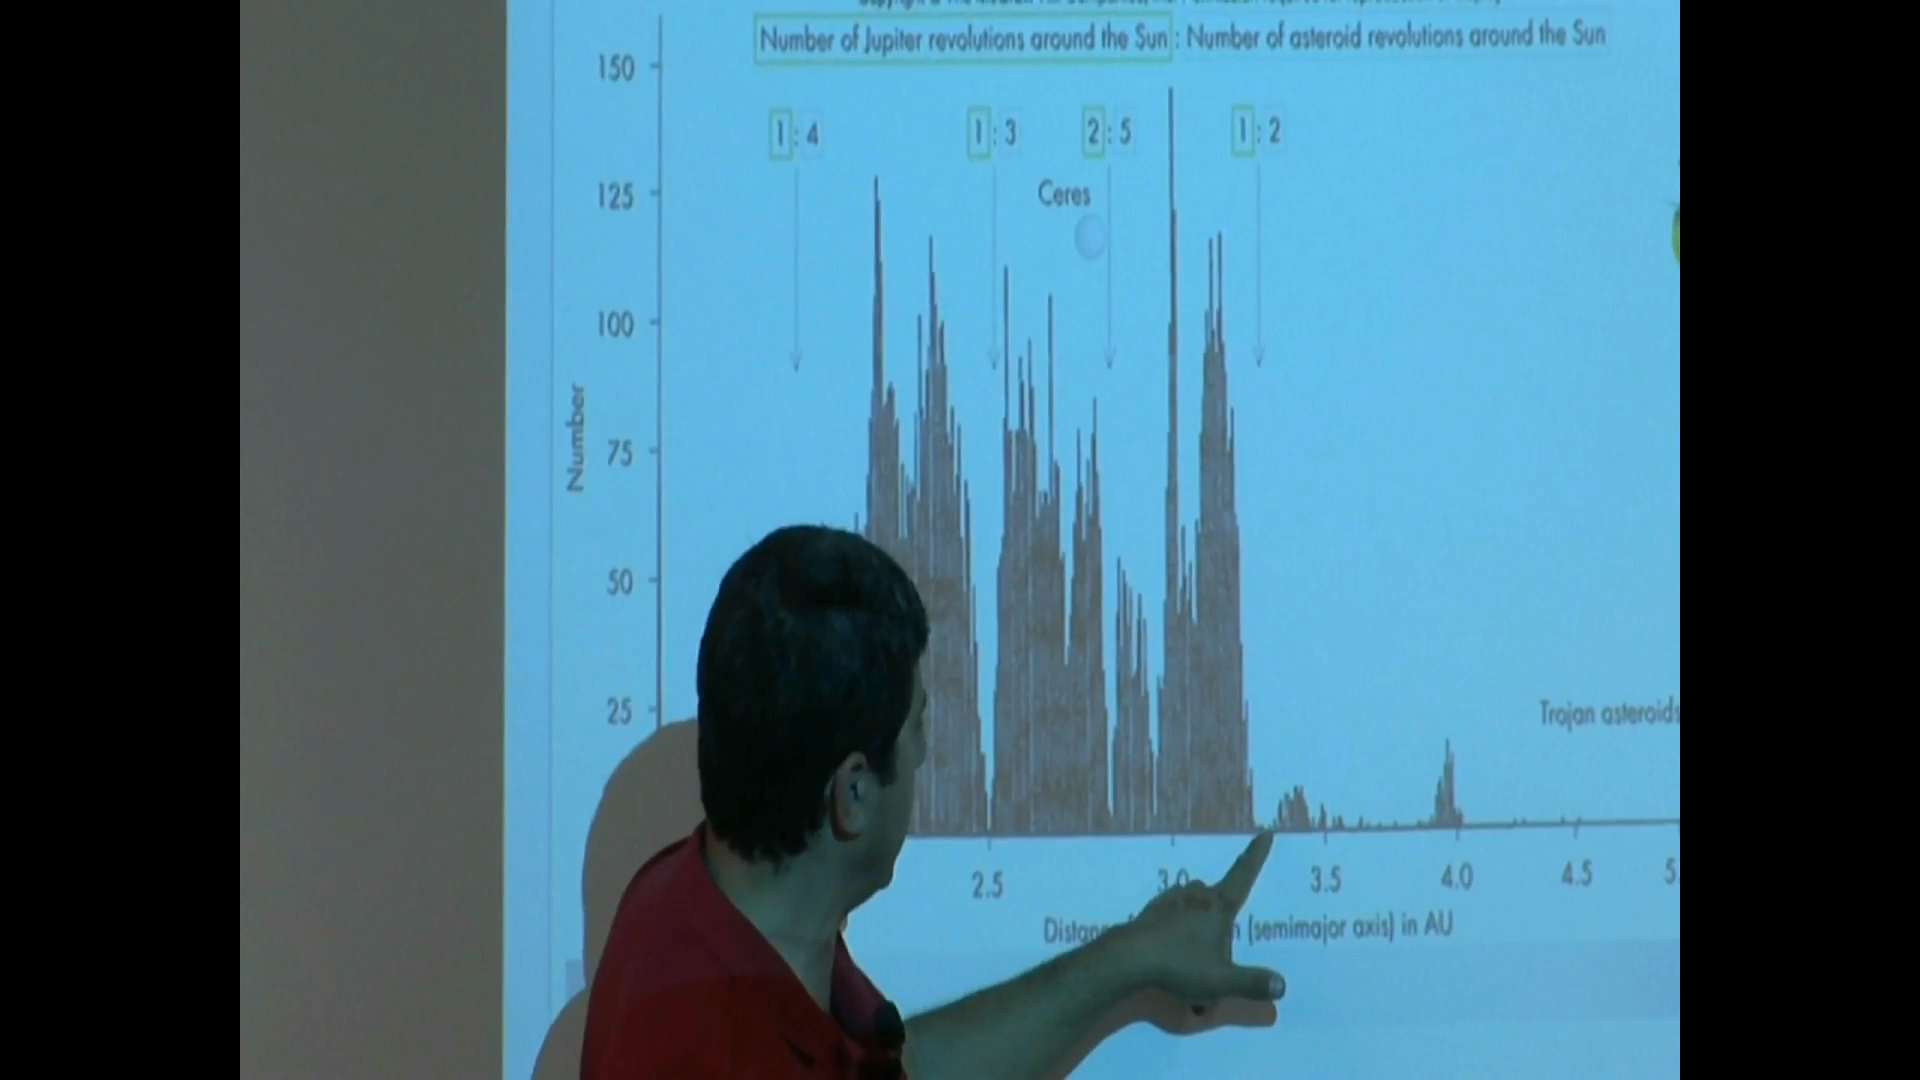 Number of Jupiter revolutions around the Sun : Number of asteroid revolutions around the Sun
150
1 : 4
1 : 3
2 : 5
1 : 2
125
Ceres
100
Number
75
50
25
Trojan asteroids
2.5
3.0
3.5
4.0
4.5
5.
(semimajor axis) in AU